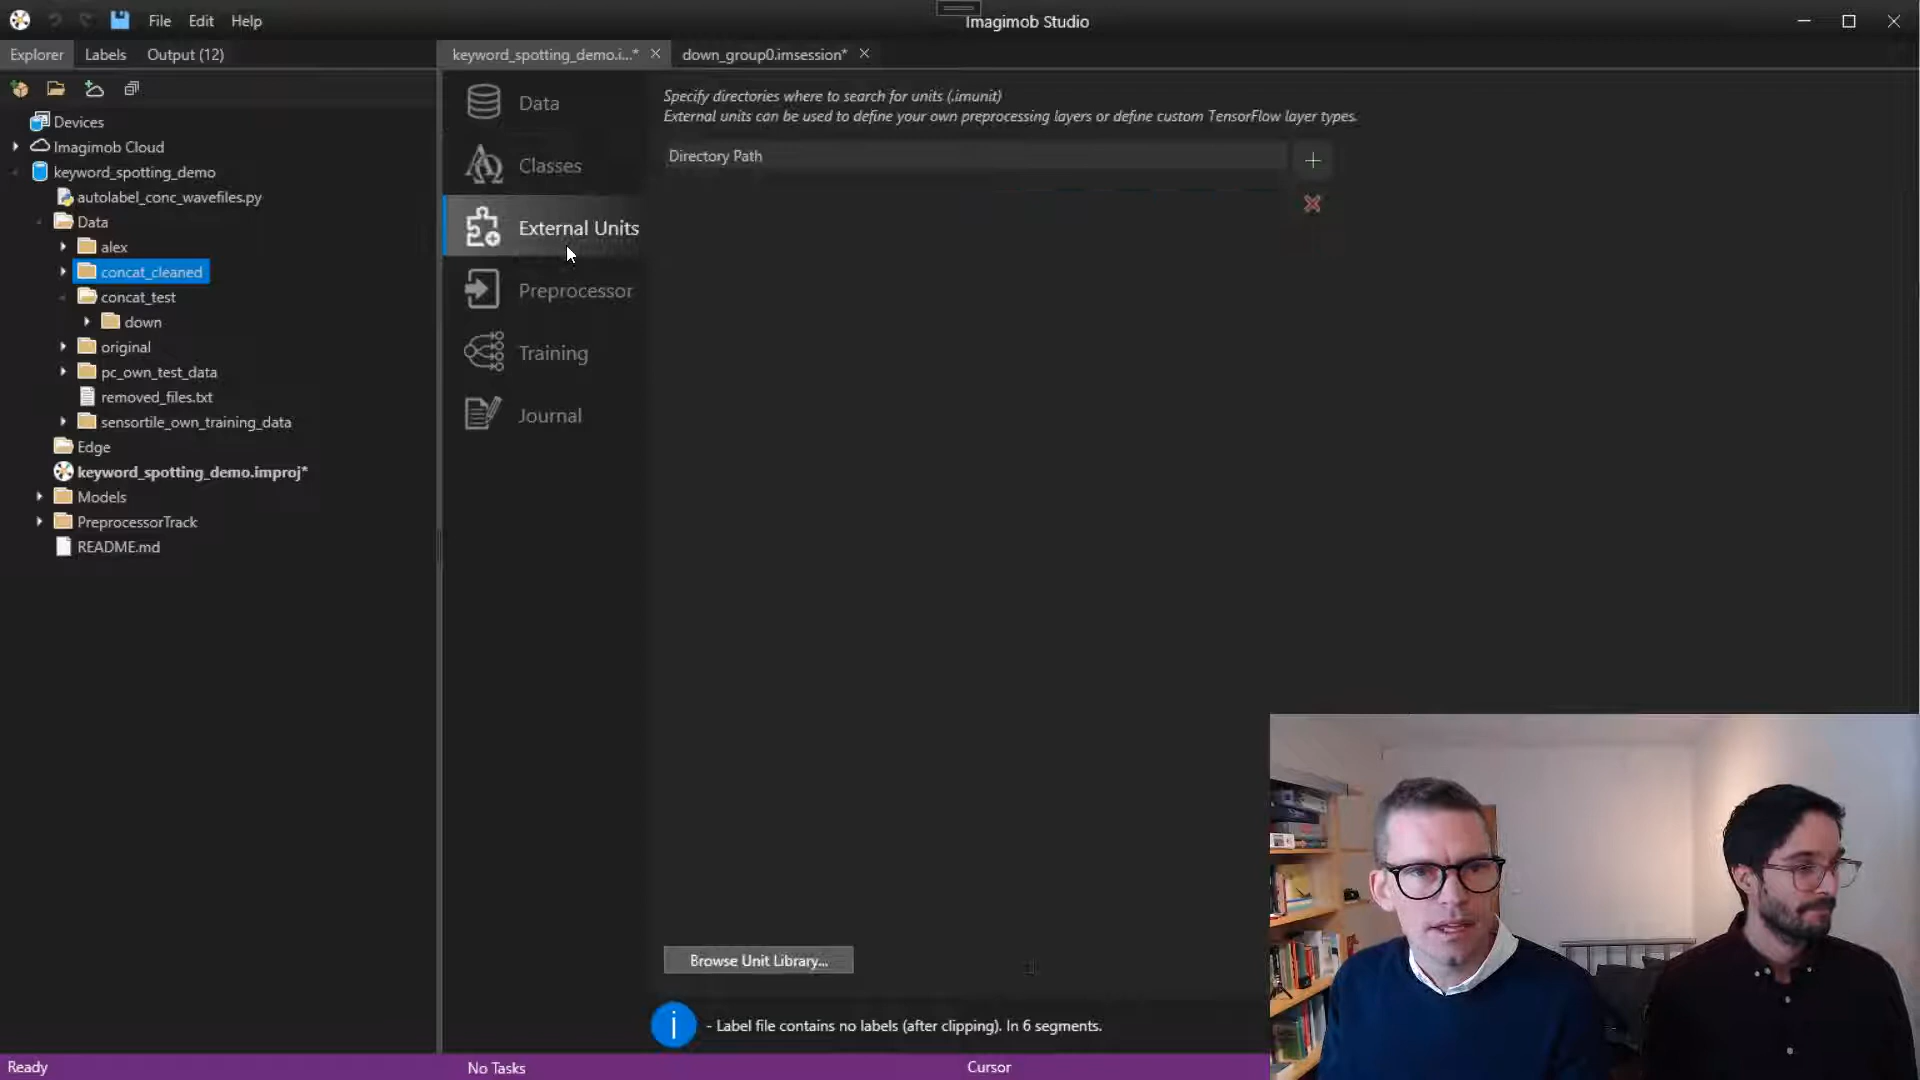 File Edit Help
Imagimob Studio
Explorer Labels Output (12)
keyword_spotting_demo.i...*
down_group0.imsession*
Devices
Imagimob Cloud
keyword_spotting_demo
autolabel_conc_wavefiles.py
Data
alex
concat_cleaned
concat_test
down
original
pc_own_test_data
removed_files.txt
sensortile_own_training_data
Edge
keyword_spotting_demo.improj*
Models
PreprocessorTrack
README.md
Data
Classes
External Units
Preprocessor
Training
Journal
Specify directories where to search for units (.imunit)
External units can be used to define your own preprocessing layers or define custom TensorFlow layer types.
Directory Path
Browse Unit Library...
- Label file contains no labels (after clipping). In 6 segments.
Ready
No Tasks
Cursor